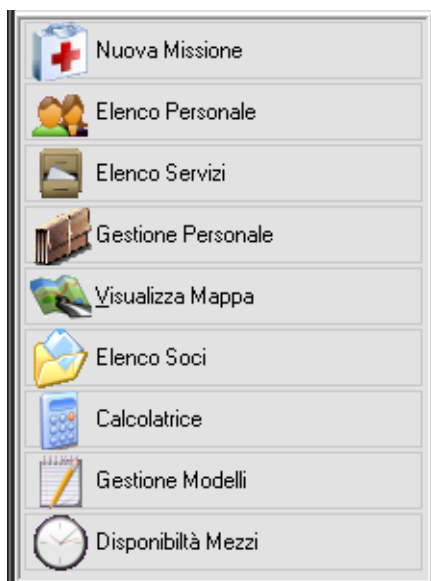 Nuova Missione
Elenco Personale
Elenco Servizi
Gestione Personale
Visualizza Mappa
Elenco Soci
Calcolatrice
Gestione Modelli
Disponibiltà Mezzi